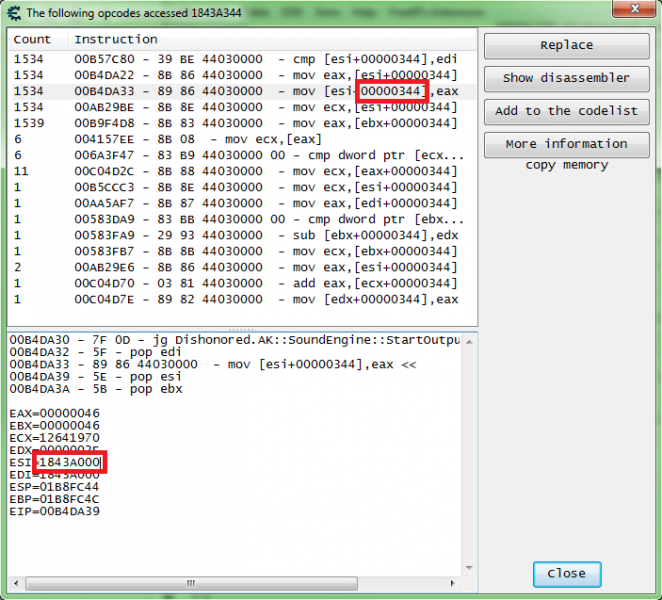 The following opcodes accessed 1843A344
Count Instruction
1534 00B57C80 - 39 BE 44030000 - cmp [esi+00000344],edi
1534 00B4DA22 - 8B 86 44030000 - mov eax,[esi+00000344]
1534 00B4DA33 - 89 86 44030000 - mov [esi+00000344],eax
1534 00AB29BE - 8B 8E 44030000 - mov ecx,[esi+00000344]
1539 00B9F4D8 - 8B 83 44030000 - mov eax,[ebx+00000344]
6 004157EE - 8B 08 - mov ecx,[eax]
6 006A3F47 - 83 B9 44030000 00 - cmp dword ptr [ecx...
11 00C04D2C - 8B 88 44030000 - mov ecx,[eax+00000344]
1 00B5CCC3 - 8B 8E 44030000 - mov ecx,[esi+00000344]
1 00AA5AF7 - 8B 87 44030000 - mov eax,[edi+00000344]
1 00583DA9 - 83 BB 44030000 00 - cmp dword ptr [ebx...
1 00583FA9 - 29 93 44030000 - sub [ebx+00000344],edx
1 00583FB7 - 8B 8B 44030000 - mov ecx,[ebx+00000344]
2 00AB29E6 - 8B 86 44030000 - mov eax,[esi+00000344]
1 00C04D70 - 03 81 44030000 - add eax,[ecx+00000344]
1 00C04D7E - 89 82 44030000 - mov [edx+00000344],eax
Replace
Show disassembler
Add to the codelist
More information
copy memory
00B4DA30 - 7F 0D - jg Dishonored.AK::SoundEngine::StartOutpu
00B4DA32 - 5F - pop edi
00B4DA33 - 89 86 44030000 - mov [esi+00000344],eax <<
00B4DA39 - 5E - pop esi
00B4DA3A - 5B - pop ebx
EAX=00000046
EBX=00000046
ECX=12641970
ESI=1843A000
EDI=1843A000
ESP=01B8FC44
EBP=01B8FC4C
EIP=00B4DA39
Close